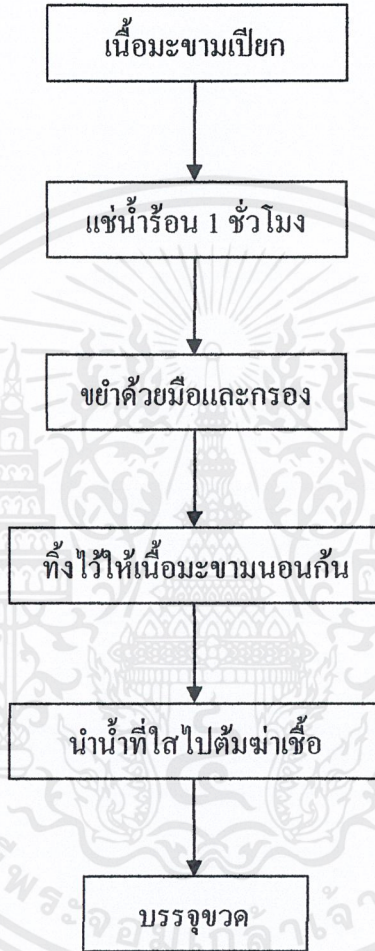 เนื้อมะขามเปียก
แช่น้ำร้อน 1 ชั่วโมง
ขยำด้วยมือและกรอง
ทิ้งไว้ให้เนื้อมะขามนอนก้น
นำน้ำที่ใสไปต้มฆ่าเชื้อ
บรรจุขวด